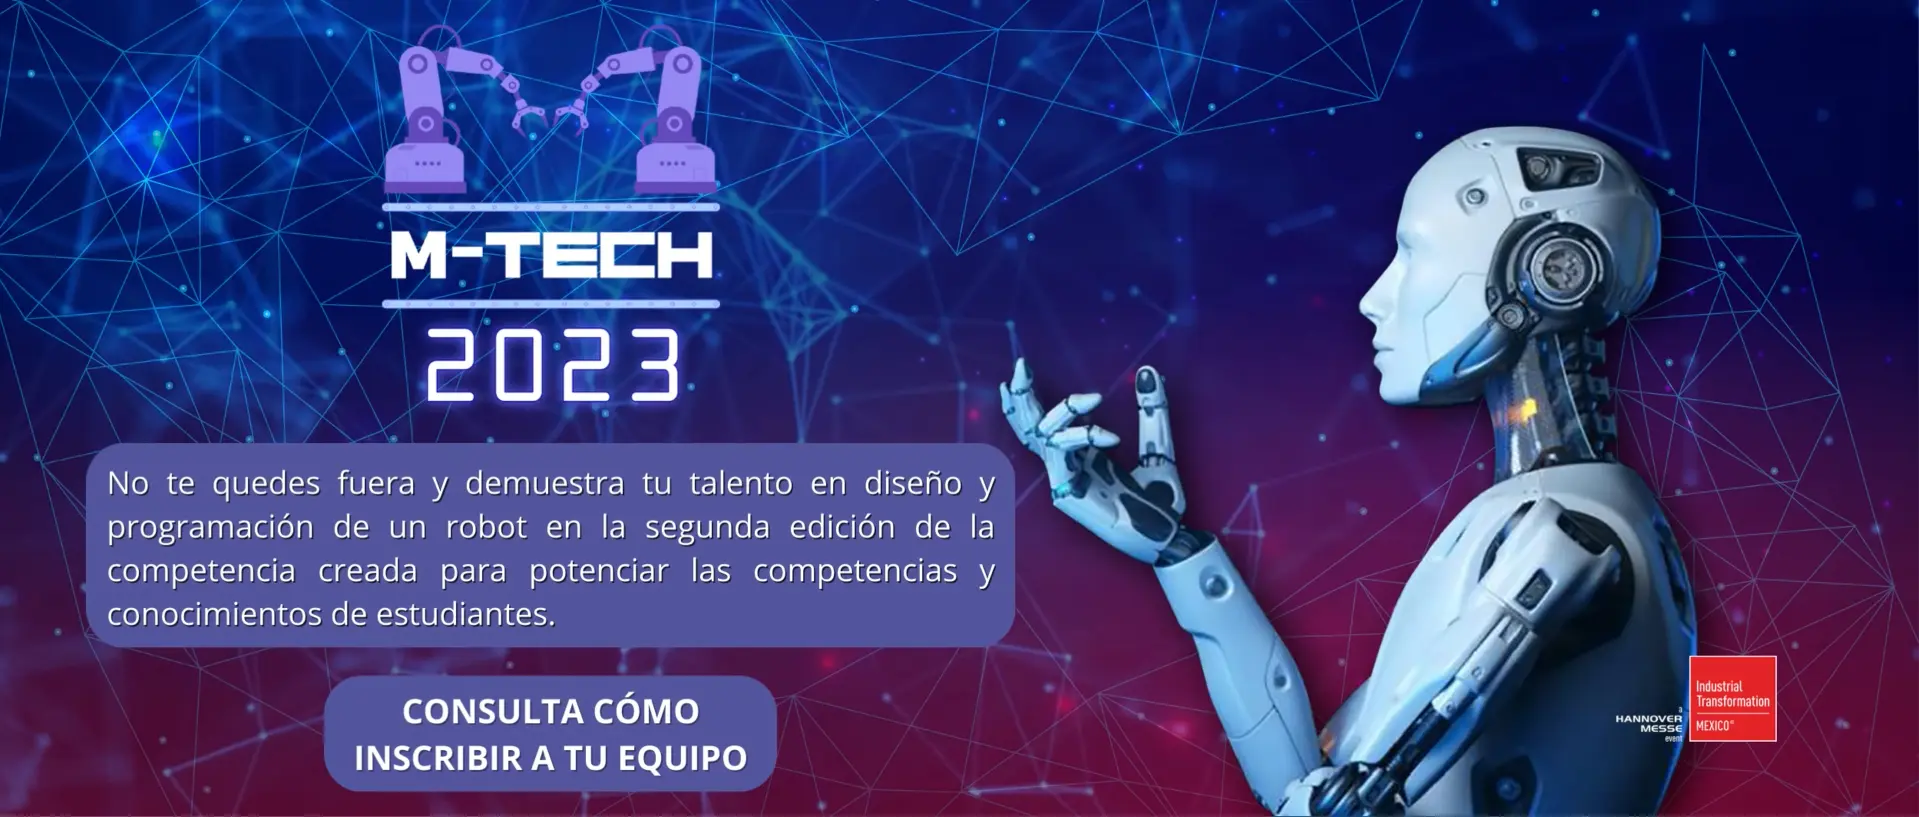 M-TECH
2023
No te quedes fuera y demuestra tu talento en diseño y
programación de un robot en la segunda edición de la
competencia creada para potenciar las competencias y
conocimientos de estudiantes.
CONSULTA CÓMO
INSCRIBIR A TU EQUIPO
a
HANNOVER
MESSE
event
Industrial
Transformation
MEXICO